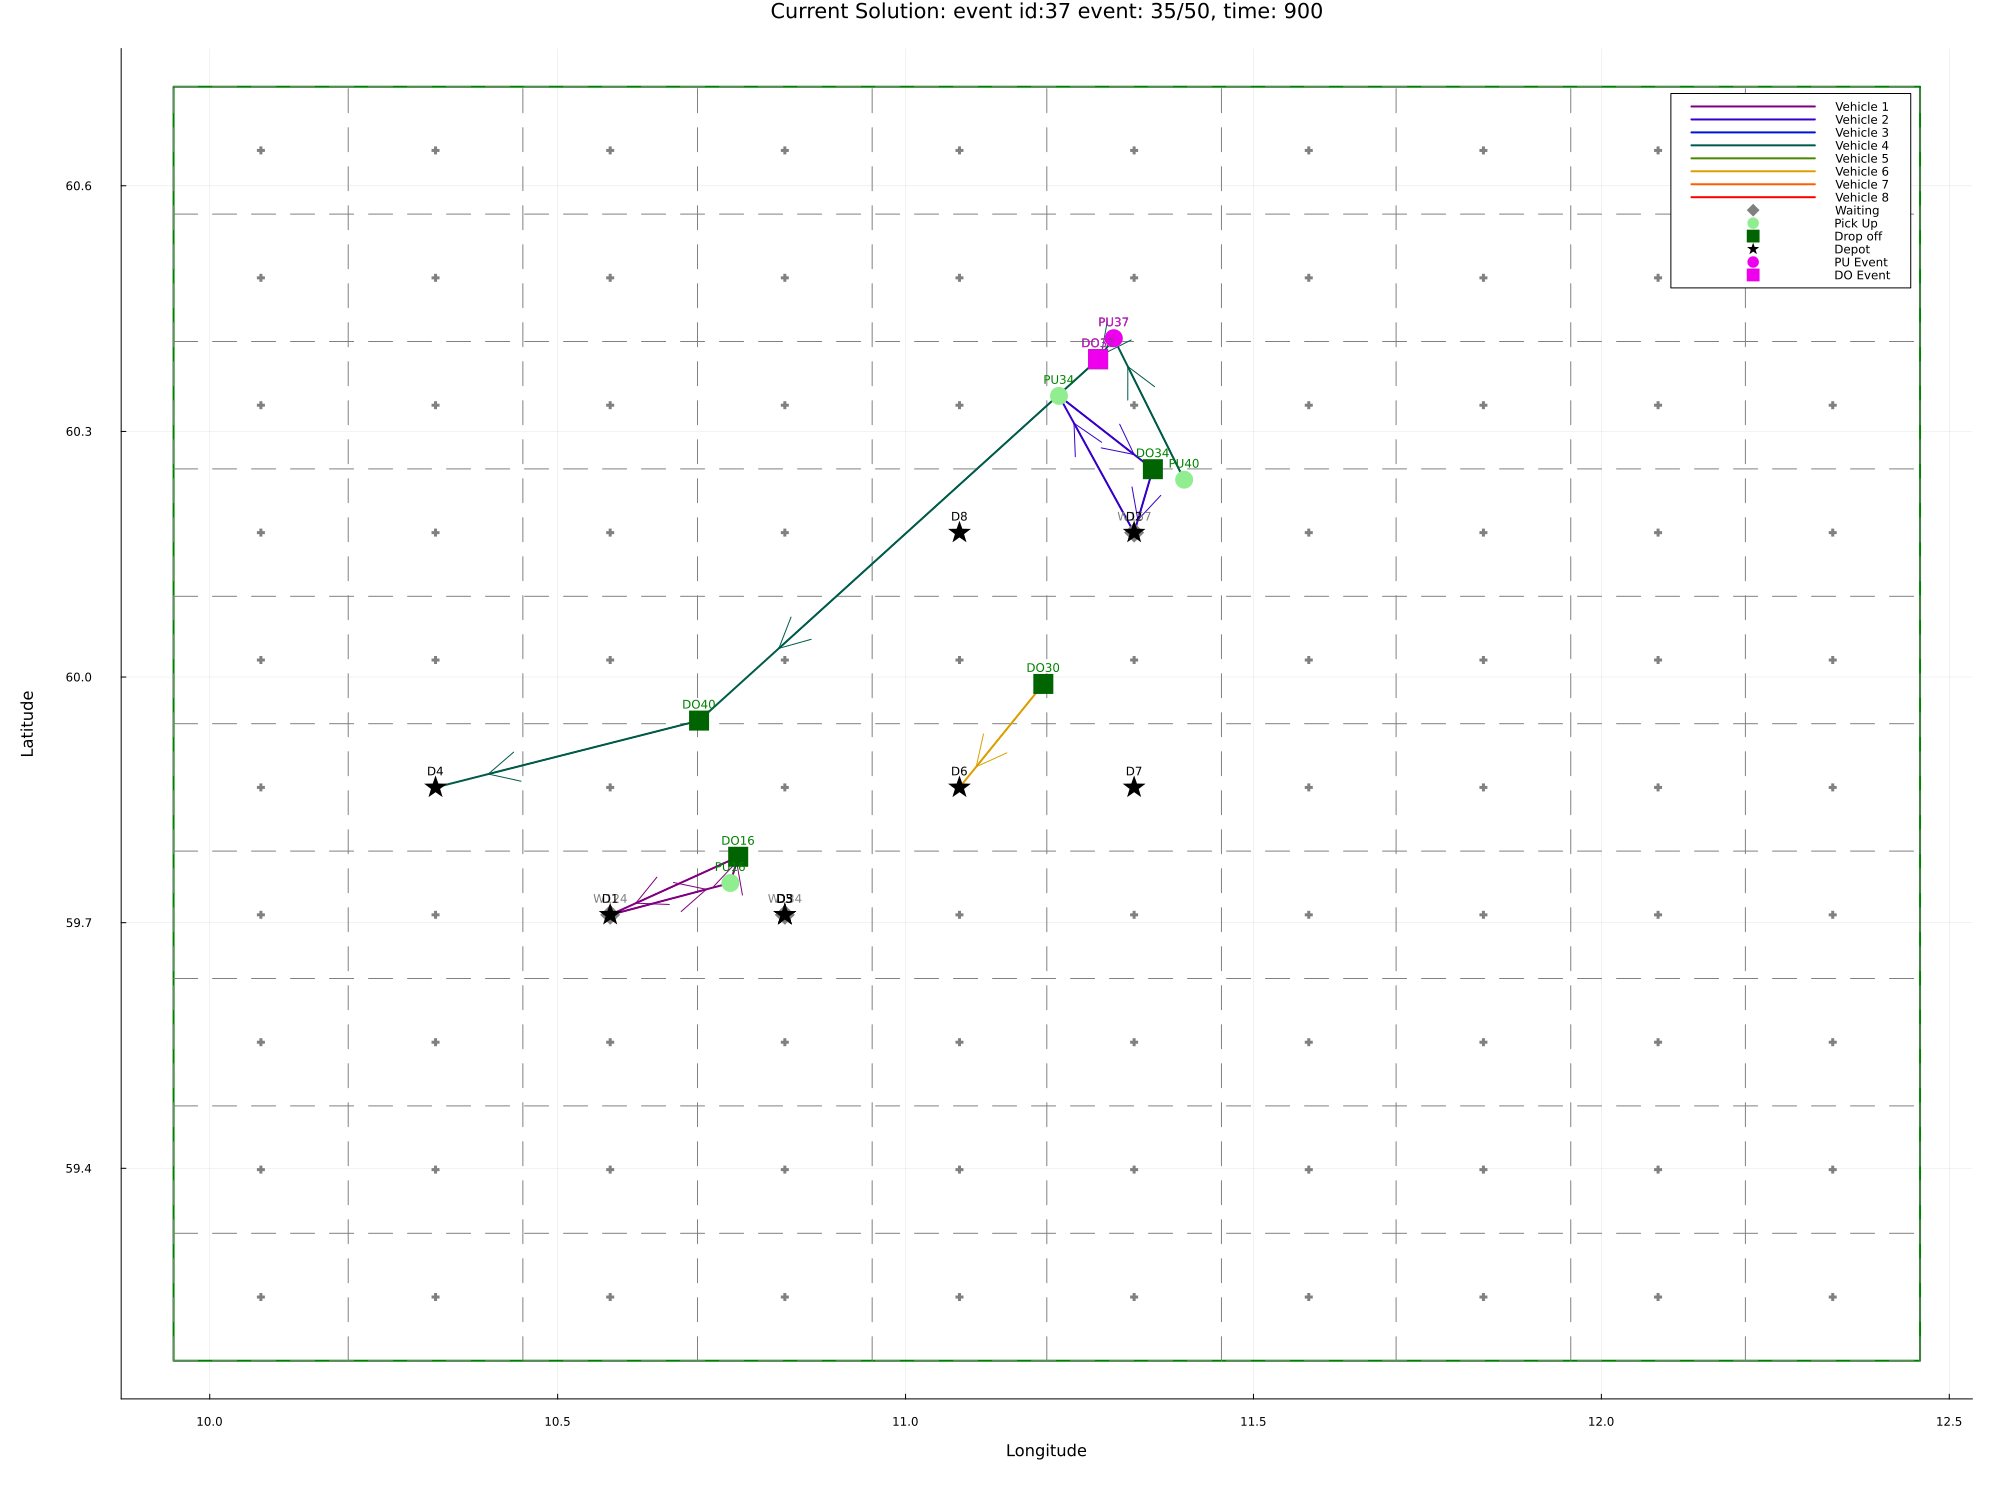 Current Solution: event id:37 event: 35/50, time: 900
Vehicle 1
Vehicle 2
Vehicle 3
Vehicle 4
Vehicle 5
Vehicle 6
Vehicle 7
Vehicle 8
Waiting
Pick Up
Drop off
Depot
PU Event
DO Event
60.6
60.3
60.0
59.7
59.4
Latitude
PU37
PU34
DO34
PU40
D8
D2
DO30
DO40
D4
D6
D7
DO16
D1
10.0
10.5
11.0
11.5
12.0
12.5
Longitude